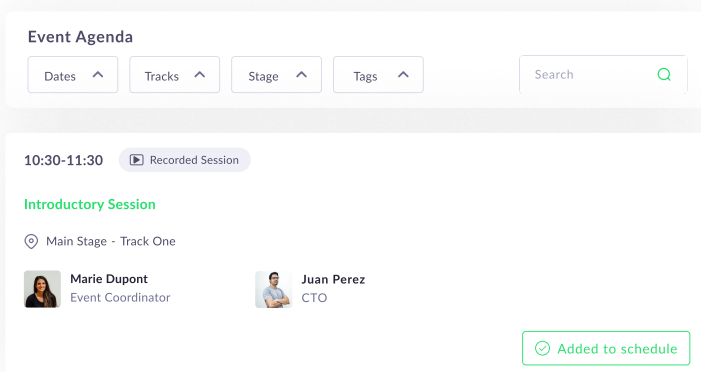 Event Agenda
Dates Tracks Stage Tags Search
10:30-11:30 Recorded Session
Introductory Session
Main Stage - Track One
Marie Dupont Juan Perez
Event Coordinator CTO
Added to schedule